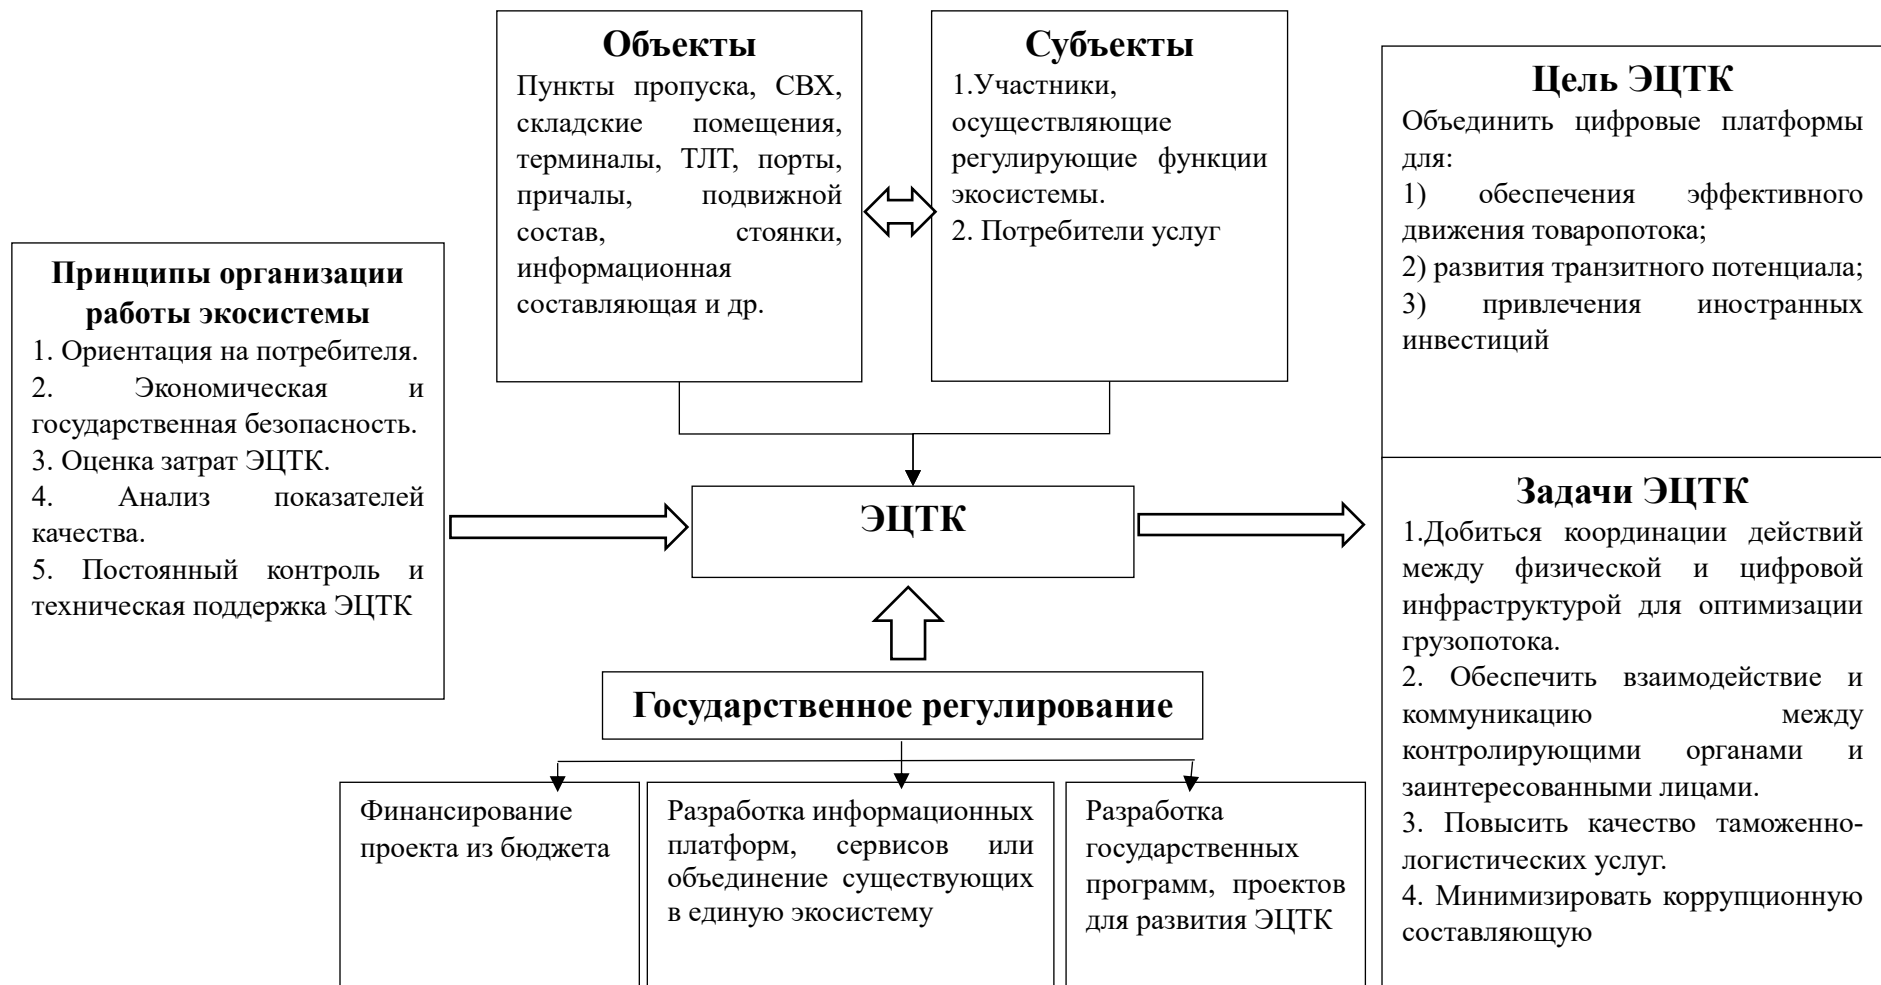 Объекты
Пункты пропуска, СВХ,
складские помещения,
терминалы, ТЛТ, порты,
причалы, подвижной
состав, стоянки,
информационная
составляющая и др.
Субъекты
1.Участники,
осуществляющие
регулирующие функции
экосистемы.
2. Потребители услуг
Цель ЭЦТК
Объединить цифровые платформы
для:
1) обеспечения эффективного
движения товаропотока;
2) развития транзитного потенциала;
3) привлечения иностранных
инвестиций
Принципы организации
работы экосистемы
1. Ориентация на потребителя.
2. Экономическая и
государственная безопасность.
3. Оценка затрат ЭЦТК.
4. Анализ показателей
качества.
5. Постоянный контроль и
техническая поддержка ЭЦТК
ЭЦТК
Задачи ЭЦТК
1.Добиться координации действий
между физической и цифровой
инфраструктурой для оптимизации
грузопотока.
2. Обеспечить взаимодействие и
коммуникацию между
контролирующими органами и
заинтересованными лицами.
3. Повысить качество таможенно-
логистических услуг.
4. Минимизировать коррупционную
составляющую
Государственное регулирование
Финансирование
проекта из бюджета
Разработка информационных
платформ, сервисов или
объединение существующих
в единую экосистему
Разработка
государственных
программ, проектов
для развития ЭЦТК